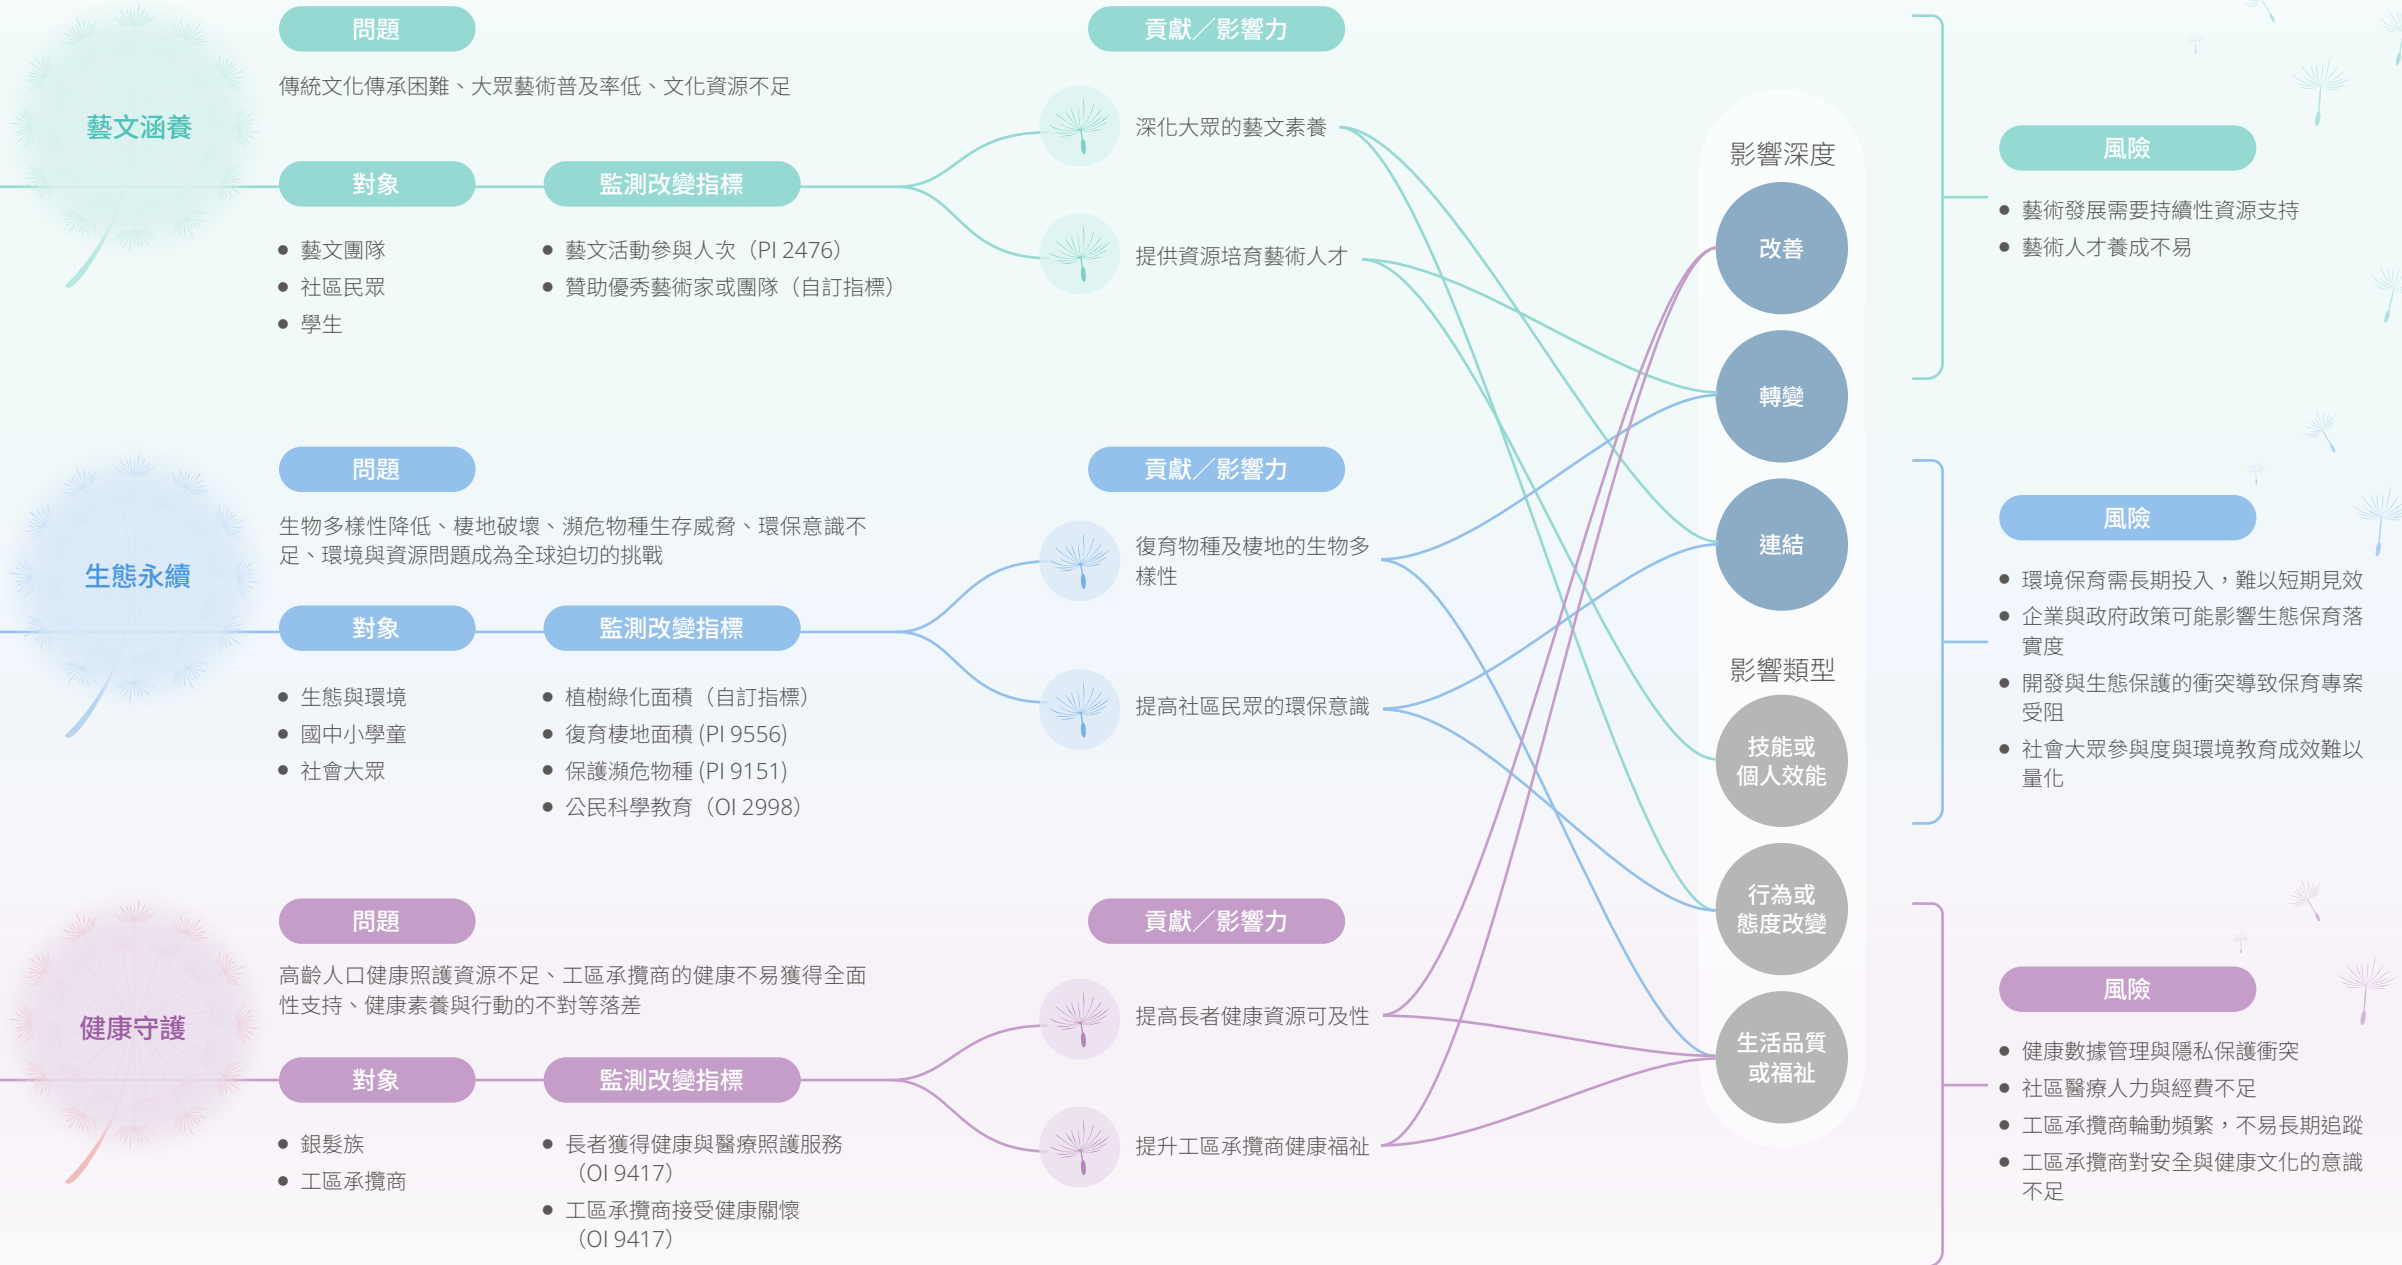 藝文涵養
問題
傳統文化傳承困難、大眾藝術普及率低、文化資源不足
對象
藝文團隊
社區民眾
學生
監測改變指標
藝文活動參與人次（PI 2476）
贊助優秀藝術家或團隊（自訂指標）
貢獻／影響力
深化大眾的藝文素養
提供資源培育藝術人才
風險
藝術發展需要持續性資源支持
藝術人才養成不易
生態永續
問題
生物多樣性降低、棲地破壞、瀕危物種生存威脅、環保意識不
足、環境與資源問題成為全球迫切的挑戰
對象
生態與環境
國中小學童
社會大眾
監測改變指標
植樹綠化面積（自訂指標）
復育棲地面積 (PI 9556)
保護瀕危物種 (PI 9151)
公民科學教育（OI 2998）
貢獻／影響力
復育物種及棲地的生物多
樣性
提高社區民眾的環保意識
風險
環境保育需長期投入，難以短期見效
企業與政府政策可能影響生態保育落
實度
開發與生態保護的衝突導致保育專案
受阻
社會大眾參與度與環境教育成效難以
量化
健康守護
問題
高齡人口健康照護資源不足、工區承攬商的健康不易獲得全面
性支持、健康素養與行動的不對等落差
對象
銀髮族
工區承攬商
監測改變指標
長者獲得健康與醫療照護服務
（OI 9417）
工區承攬商接受健康關懷
（OI 9417）
貢獻／影響力
提高長者健康資源可及性
提升工區承攬商健康福祉
風險
健康數據管理與隱私保護衝突
社區醫療人力與經費不足
工區承攬商輪動頻繁，不易長期追蹤
工區承攬商對安全與健康文化的意識
不足
影響深度
改善
轉變
連結
影響類型
技能或
個人效能
行為或
態度改變
生活品質
或福祉